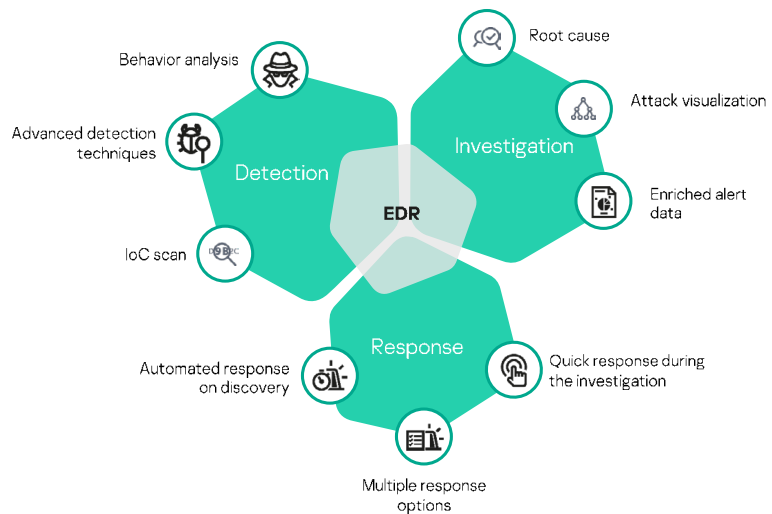 Root cause
Behavior analysis
Attack visualization
Advanced detection
techniques
Investigation
Detection
Enriched alert
data
EDR
IoC scan
Response
Automated response
on discovery
Quick response during
the investigation
Multiple response
options